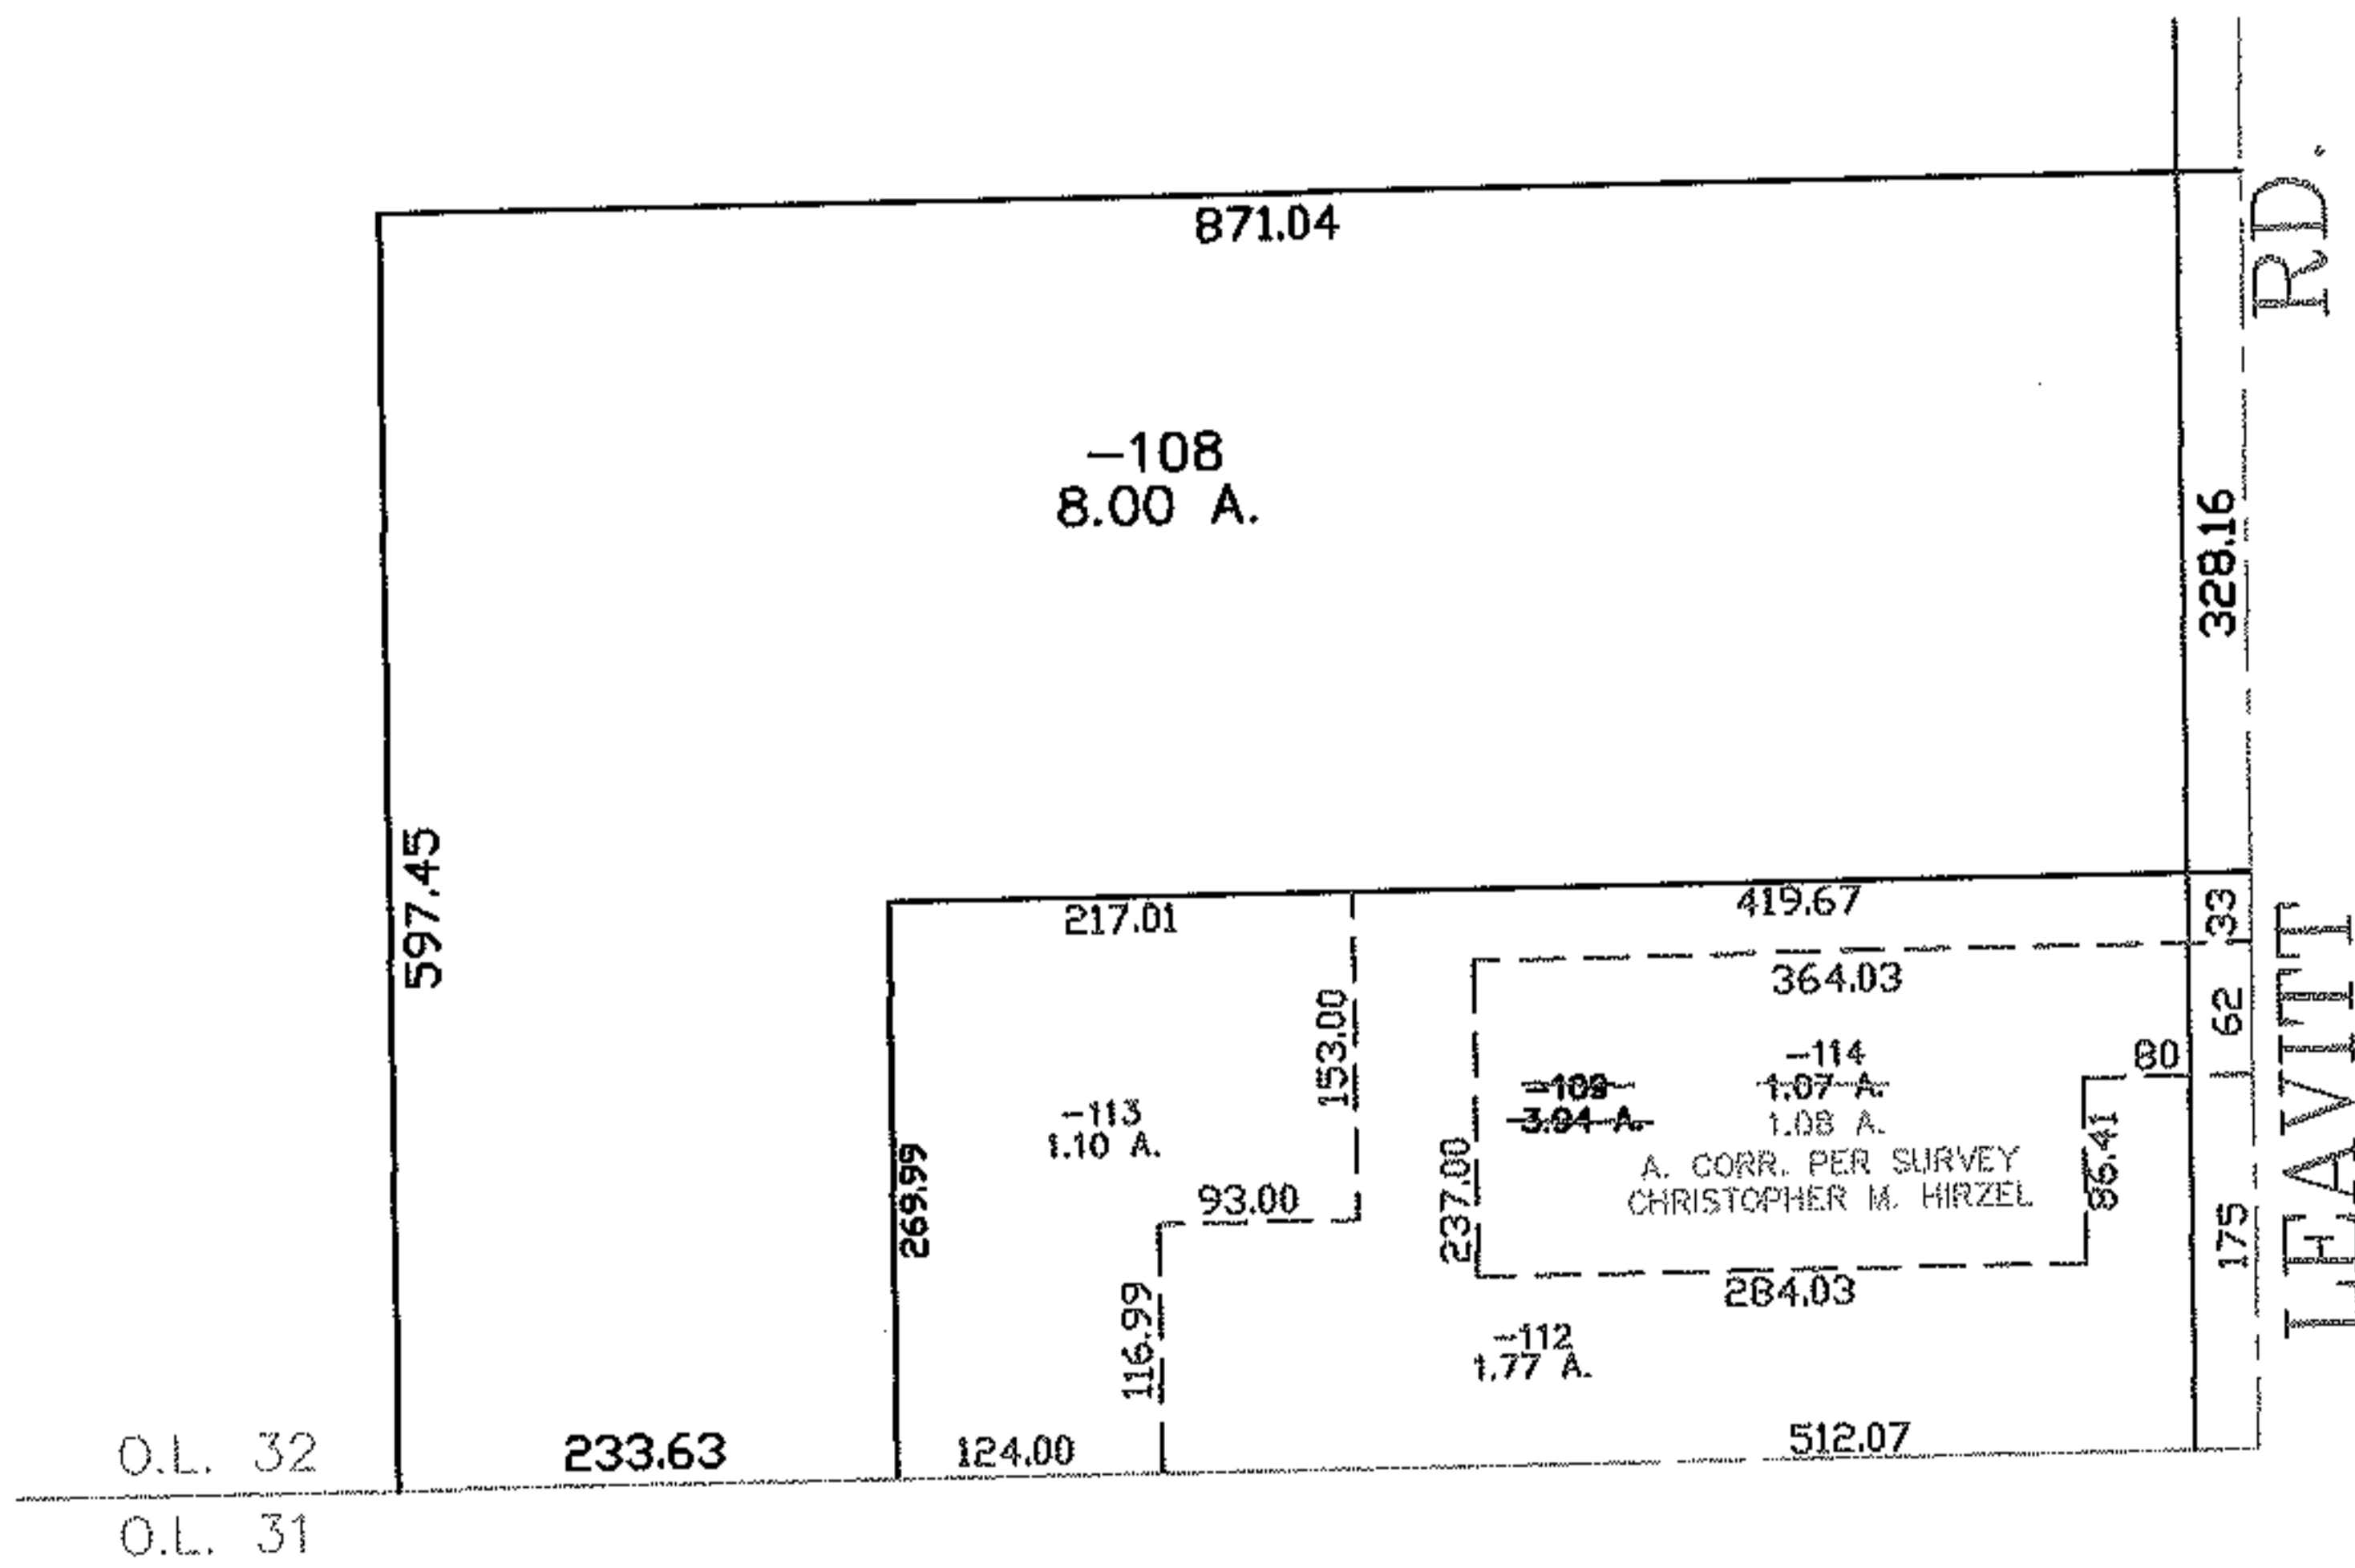 871.04
RD.
-108
8.00 A.
328.16
597.45
217.01
419.67
33
364.03
62
153.00
-114
80
-109
1.07 A.
3.94 A.
1.08 A.
-113
1.10 A.
A. CORR. PER SURVEY
CHRISTOPHER M. HIRZEL
86.41
LEAVITT
269.99
93.00
237.00
175
284.03
116.99
-112
1.77 A.
O.L. 32
233.63
124.00
512.07
O.L. 31